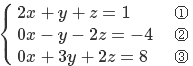 2x + y + z = 1 ①
0x − y − 2z = −4 ②
0x + 3y + 2z = 8 ③